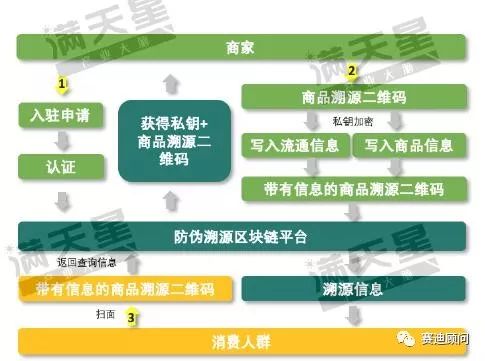 商家
1
2
入驻申请
认证
获得私钥+
商品溯源二
维码
商品溯源二维码
私钥加密
写入流通信息
写入商品信息
带有信息的商品溯源二维码
防伪溯源区块链平台
返回查询信息
带有信息的商品溯源二维码
溯源信息
扫面
3
消费人群
赛迪顾问
满天星
满天星
满天星
满天星